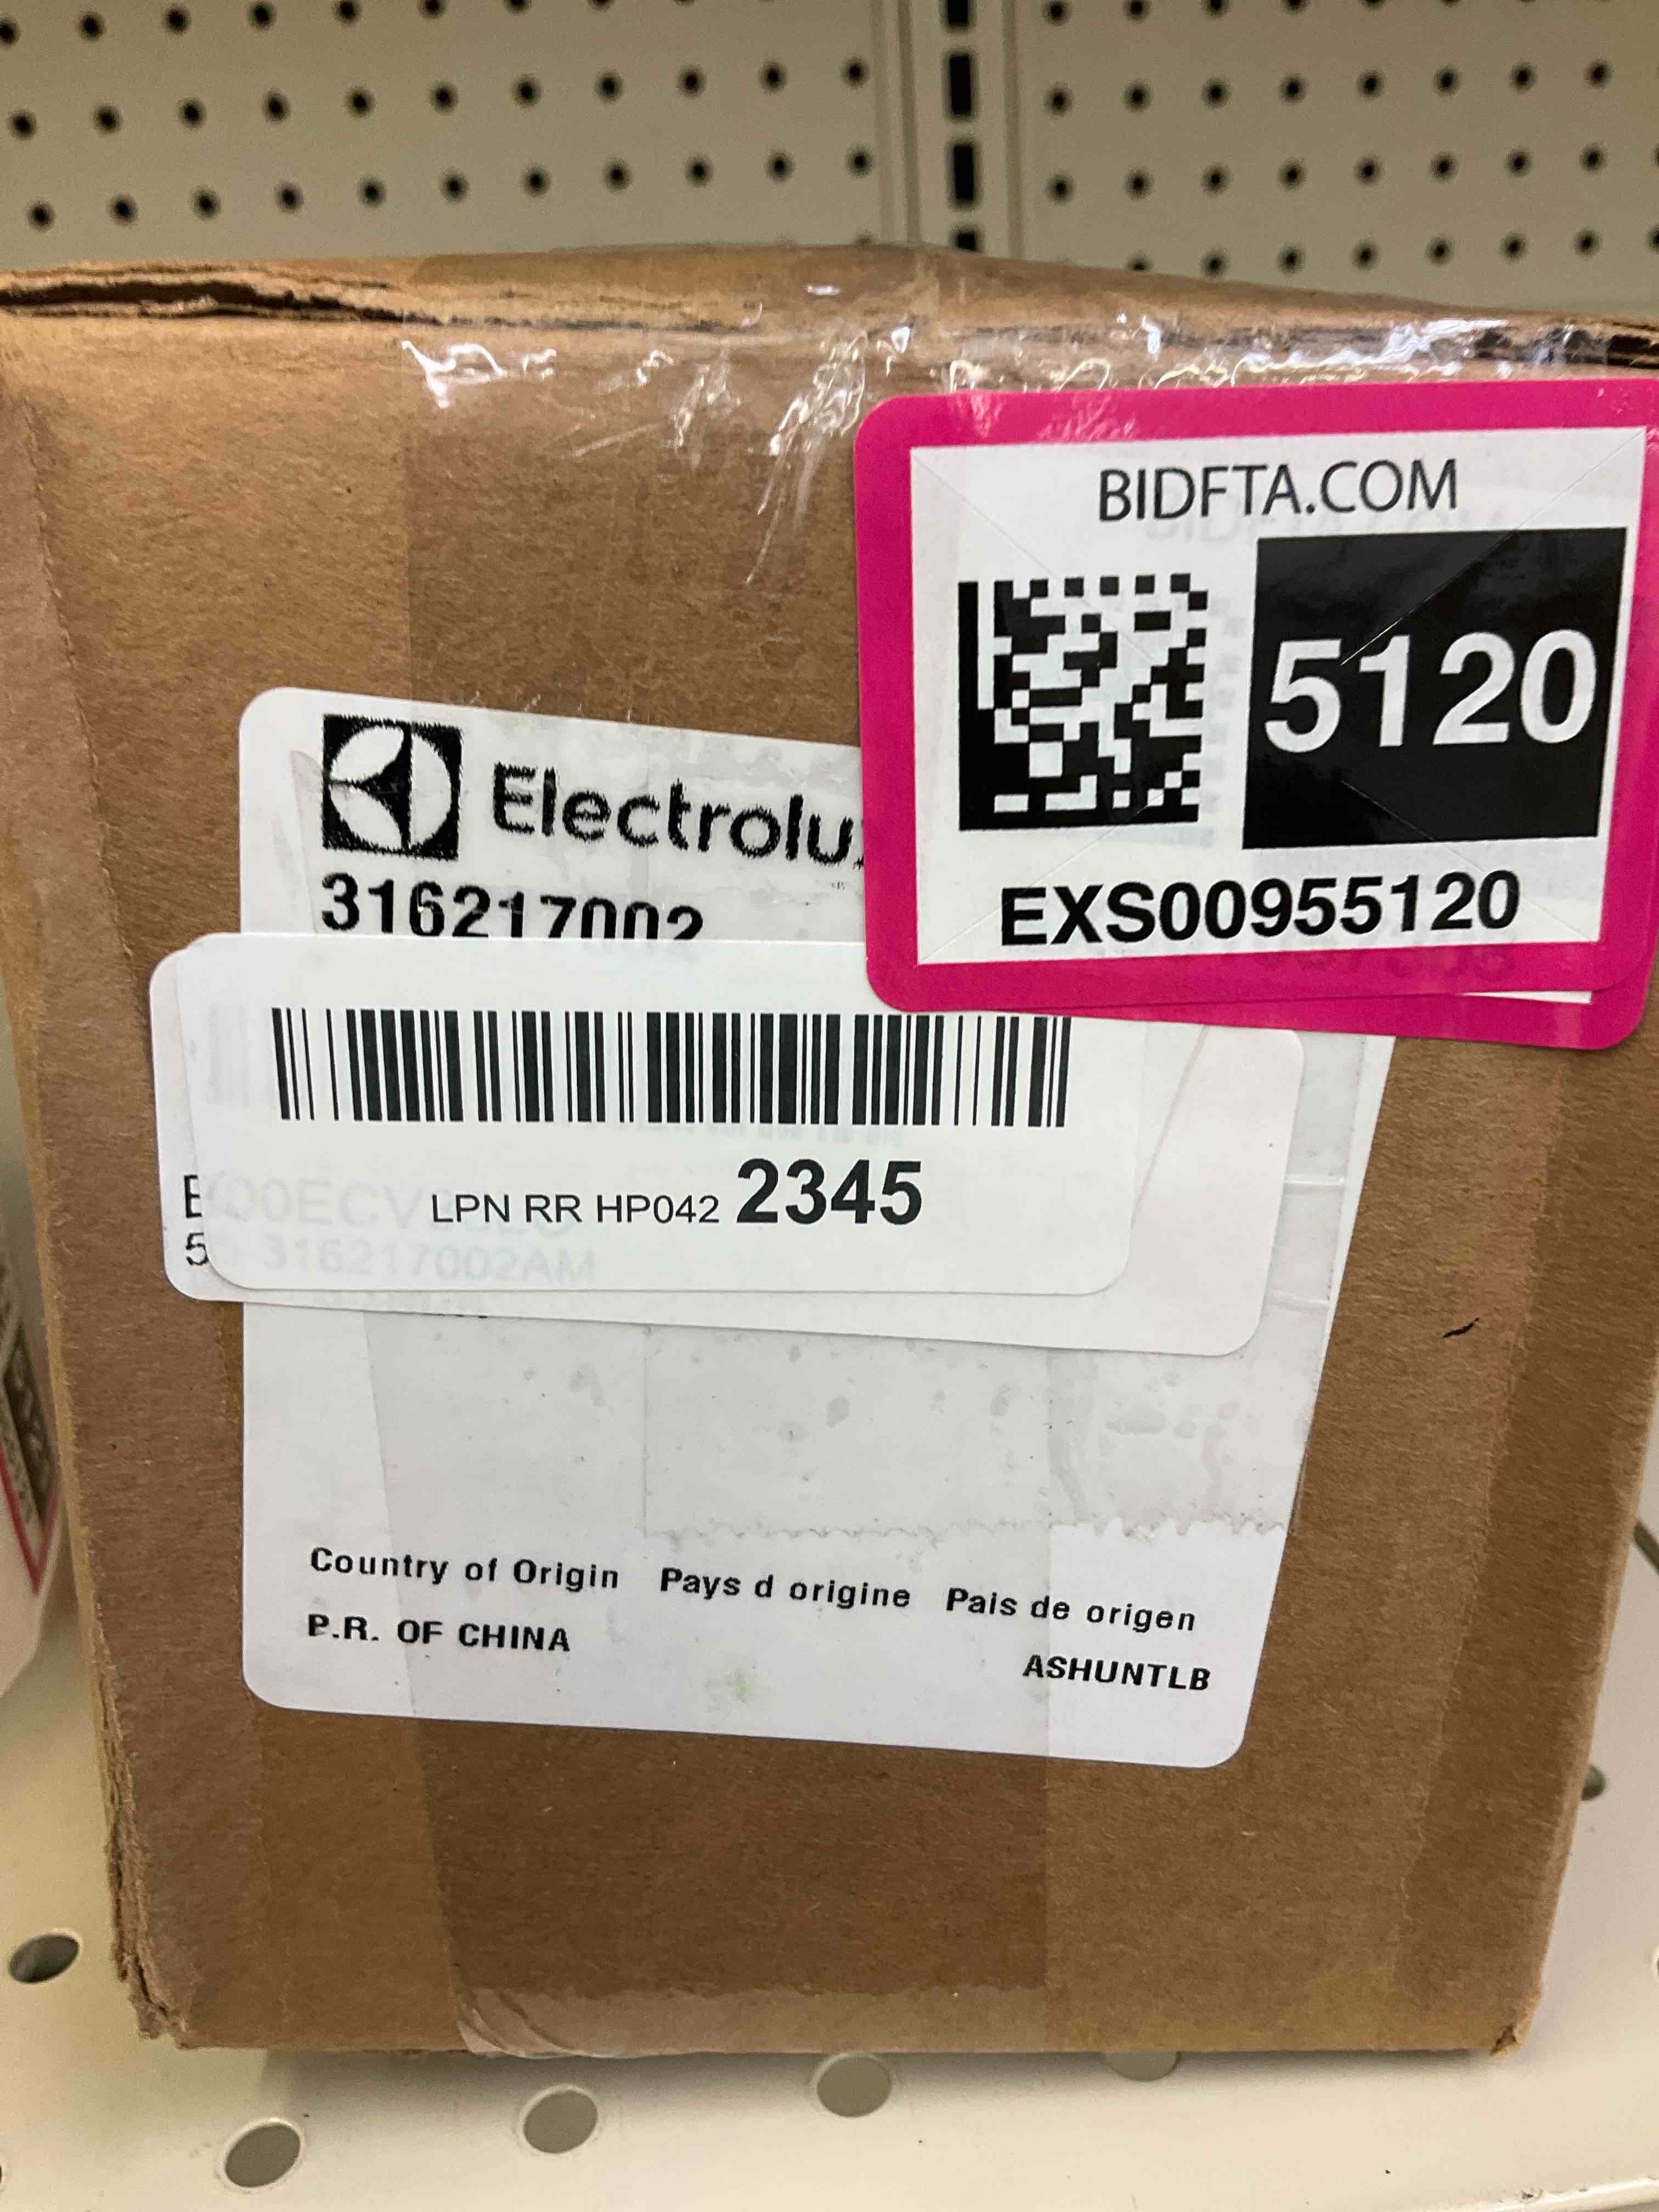 BIDFTA.COM
5120
EXS00955120
Electrolux
316217002
LPN RR HP042 2345
316217002AM
Country of Origin Pays d origine Pais de origen
P.R. OF CHINA
ASHUNTLB